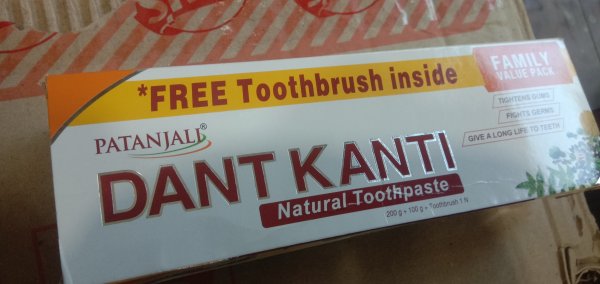 *FREE Toothbrush inside
FAMILY
VALUE PACK
PATANJALI®
TIGHTENS GUMS
FIGHTS GERMS
GIVE A LONG LIFE TO TEETH
DANT KANTI
Natural Toothpaste
200 g + 100 g + Toothbrush 1 N